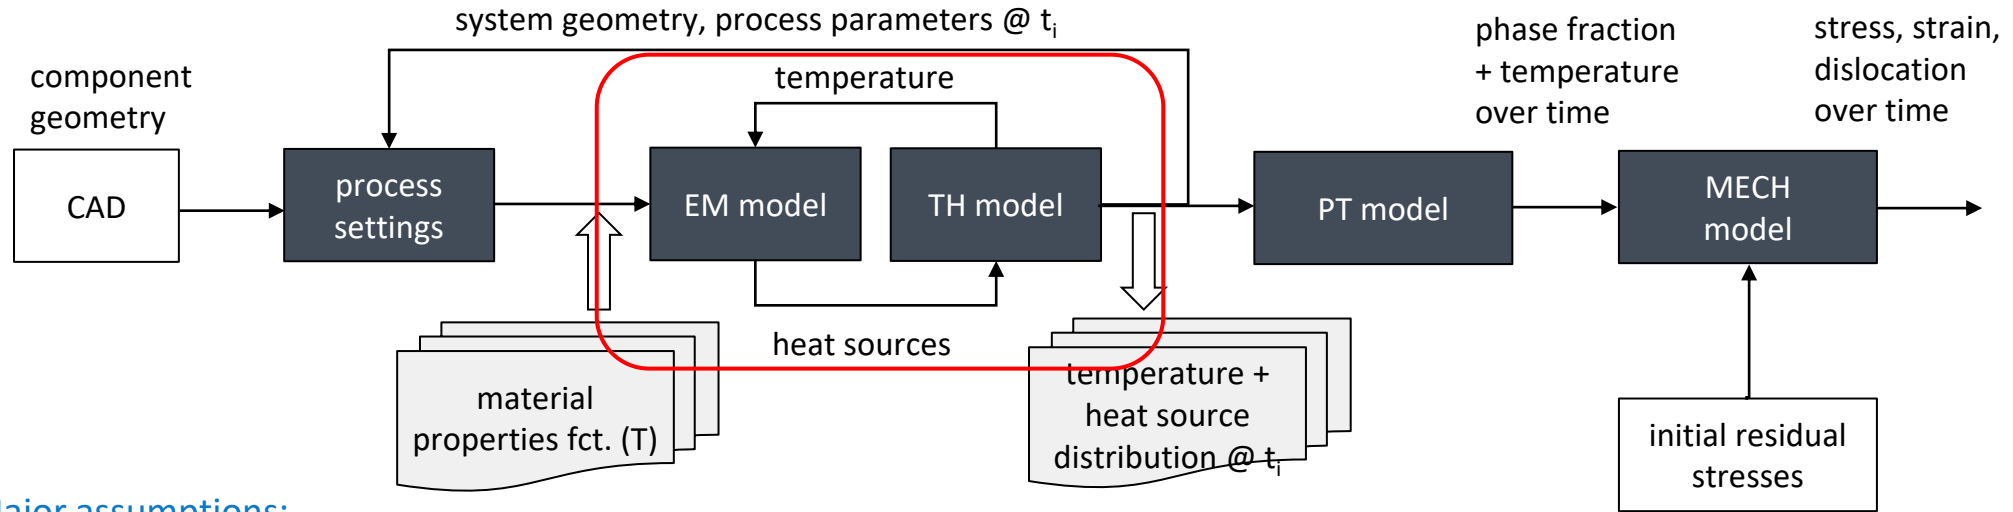 system geometry, process parameters @ ti
component
geometry
temperature
phase fraction
+ temperature
over time
stress, strain,
dislocation
over time
CAD
process
settings
EM model
TH model
PT model
MECH
model
heat sources
material
properties fct. (T)
temperature +
heat source
distribution @ ti
initial residual
stresses
assumptions: